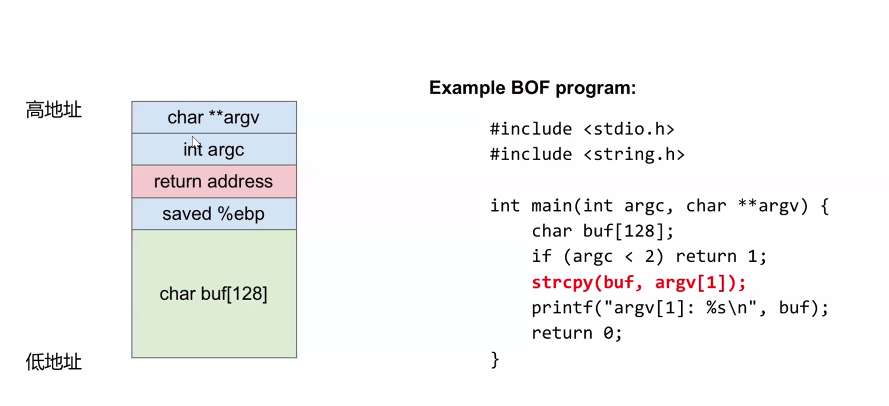 高地址
char **argv
int argc
return address
saved %ebp
char buf[128]
低地址
Example BOF program:
#include <stdio.h>
#include <string.h>
int main(int argc, char **argv) {
char buf[128];
if (argc < 2) return 1;
strcpy(buf, argv[1]);
printf("argv[1]: %s\n", buf);
return 0;
}